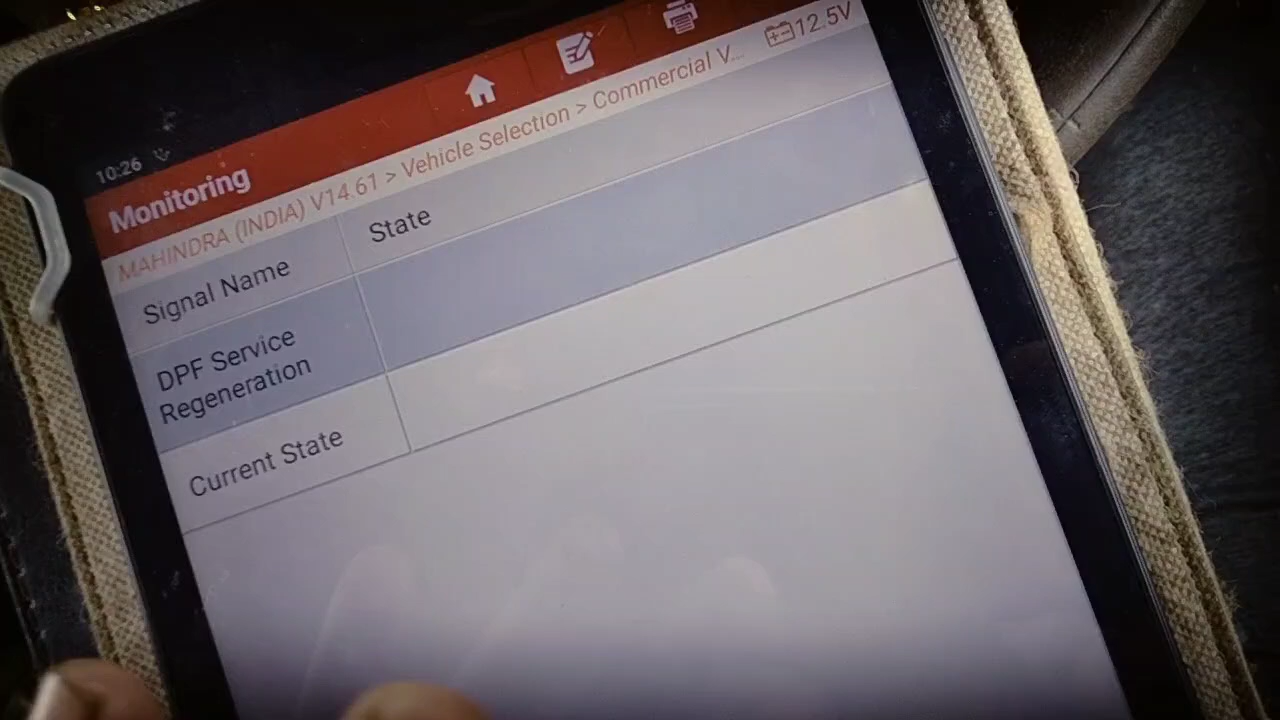 10:26
Monitoring
12.5V
MAHINDRA (INDIA) V14.61 > Vehicle Selection > Commercial V...
Signal Name
State
DPF Service
Regeneration
Current State